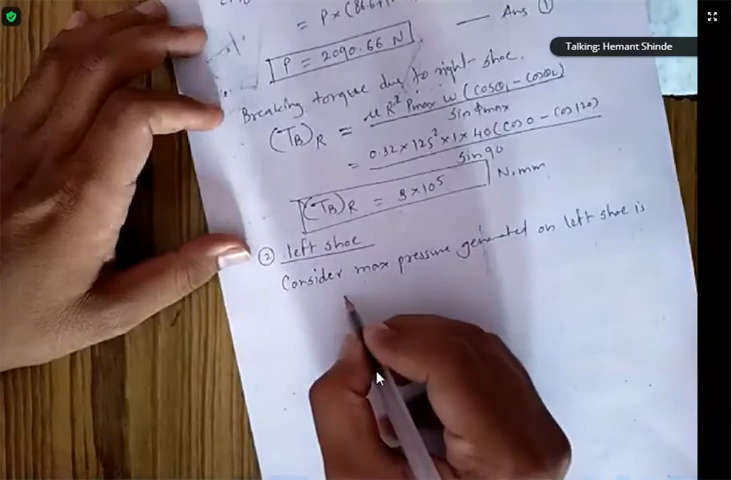 = P × (86.6
P = 2090.66 N — Ans ①
Talking: Hemant Shinde
Breaking torque due to right shoe.
(TB)R = μ R² Pmax w (cosθ1 - cosθ2) / sin ϕmax
= 0.32 × 125² × 1 × 40 (cos 0 - cos 120) / sin 90
(TB)R = 3 × 10⁵ N.mm
② left shoe
Consider max pressure generated on left shoe is